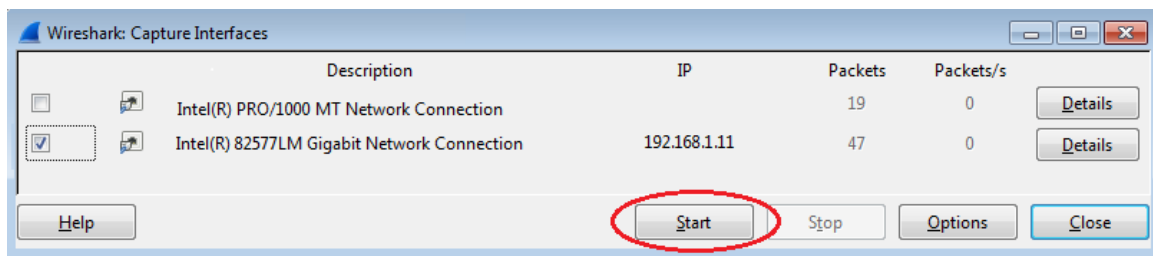 Wireshark: Capture Interfaces
Description IP Packets Packets/s
Intel(R) PRO/1000 MT Network Connection 19 0 Details
Intel(R) 82577LM Gigabit Network Connection 192.168.1.11 47 0 Details
Help Start Stop Options Close